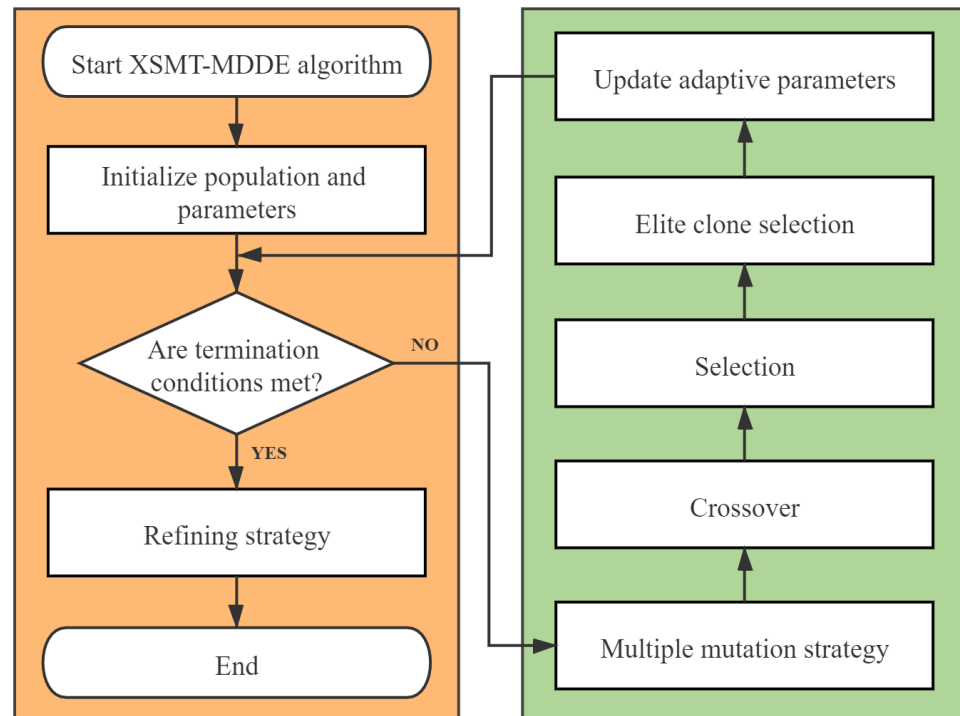 Start XSMT-MDDE algorithm
Initialize population and
parameters
Are termination
conditions met?
NO
YES
Refining strategy
End
Update adaptive parameters
Elite clone selection
Selection
Crossover
Multiple mutation strategy